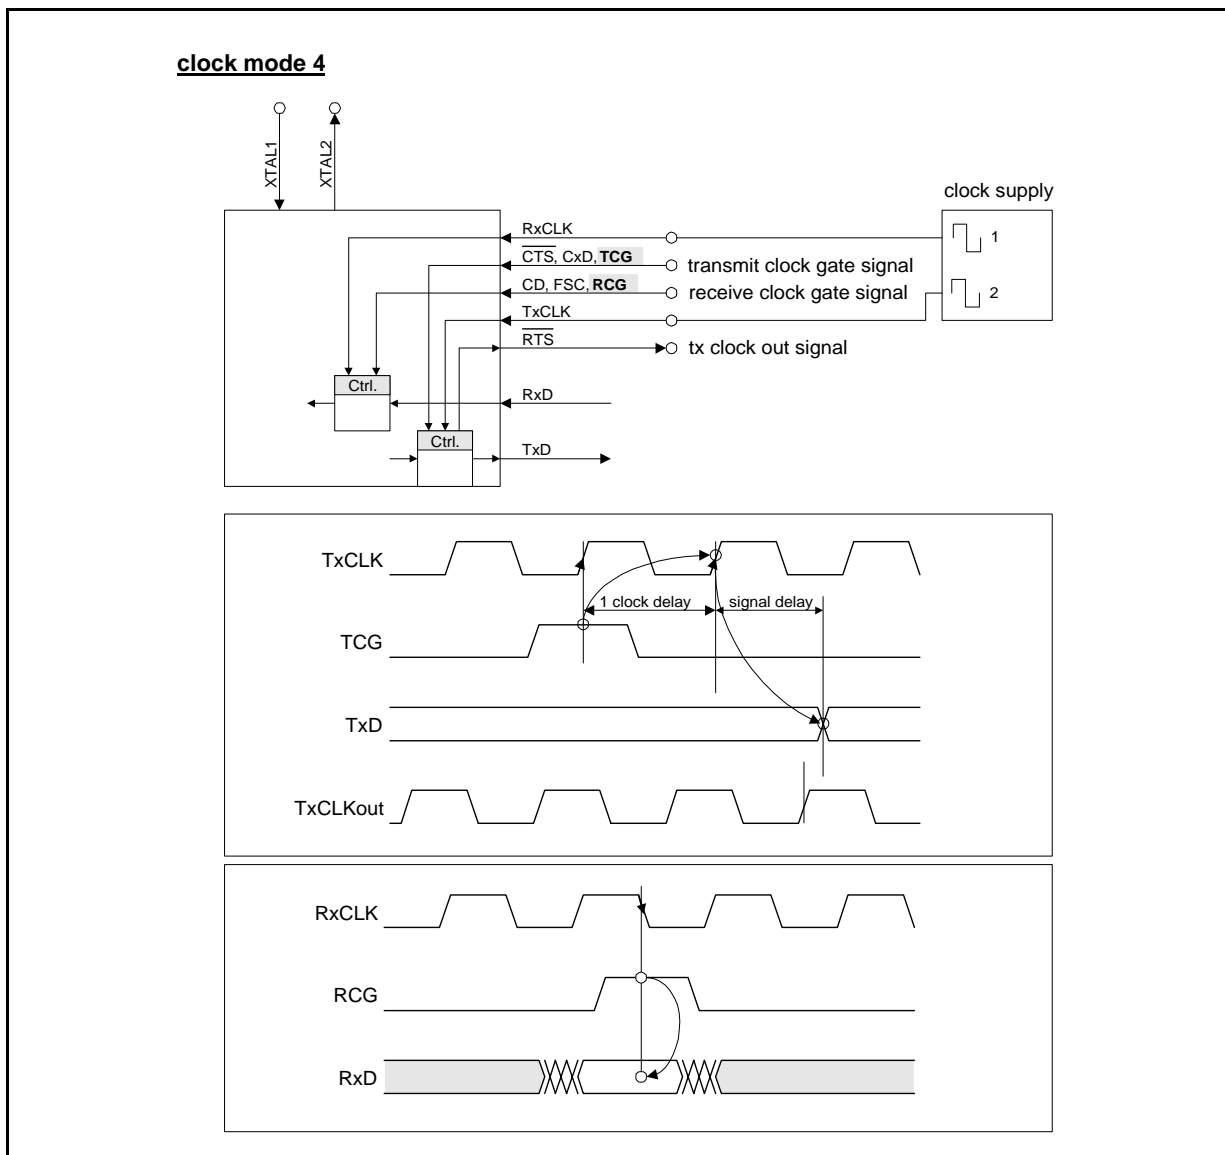 clock mode 4
XTAL1
XTAL2
clock supply
RxCLK
1
CTS, CxD, TCG
transmit clock gate signal
CD, FSC, RCG
receive clock gate signal
2
TxCLK
RTS
tx clock out signal
Ctrl.
RxD
Ctrl.
TxD
TxCLK
1 clock delay
signal delay
TCG
TxD
TxCLKout
RxCLK
RCG
RxD